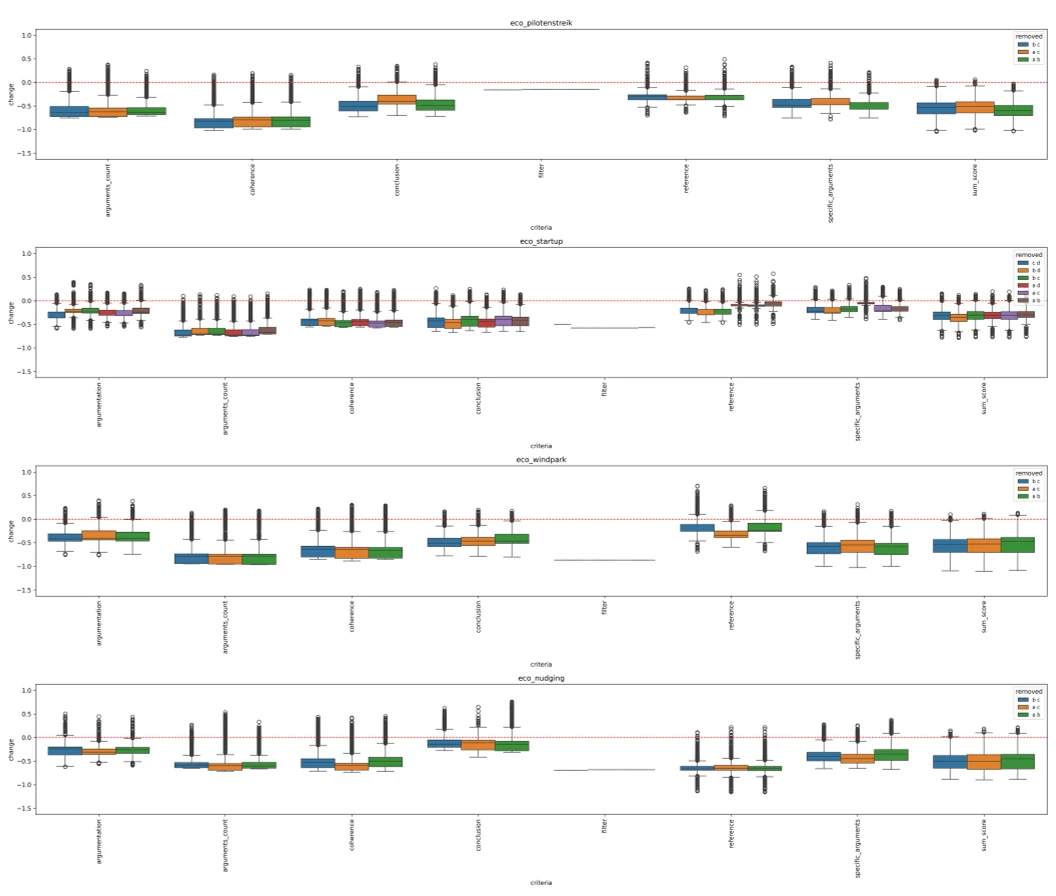 eco_pilotenstreik
1.0
0.5
0.0
−0.5
−1.0
−1.5
change
removed
b c
a c
a b
arguments_count
coherence
conclusion
filter
reference
specific_arguments
sum_score
criteria
eco_startup
1.0
0.5
0.0
−0.5
−1.0
−1.5
change
removed
c d
b d
b c
a d
a c
a b
argumentation
arguments_count
coherence
conclusion
filter
reference
specific_arguments
sum_score
criteria
eco_windpark
1.0
0.5
0.0
−0.5
−1.0
−1.5
change
removed
b c
a c
a b
argumentation
arguments_count
coherence
conclusion
filter
reference
specific_arguments
sum_score
criteria
eco_nudging
1.0
0.5
0.0
−0.5
−1.0
−1.5
change
removed
b c
a c
a b
argumentation
arguments_count
coherence
conclusion
filter
reference
specific_arguments
sum_score
criteria